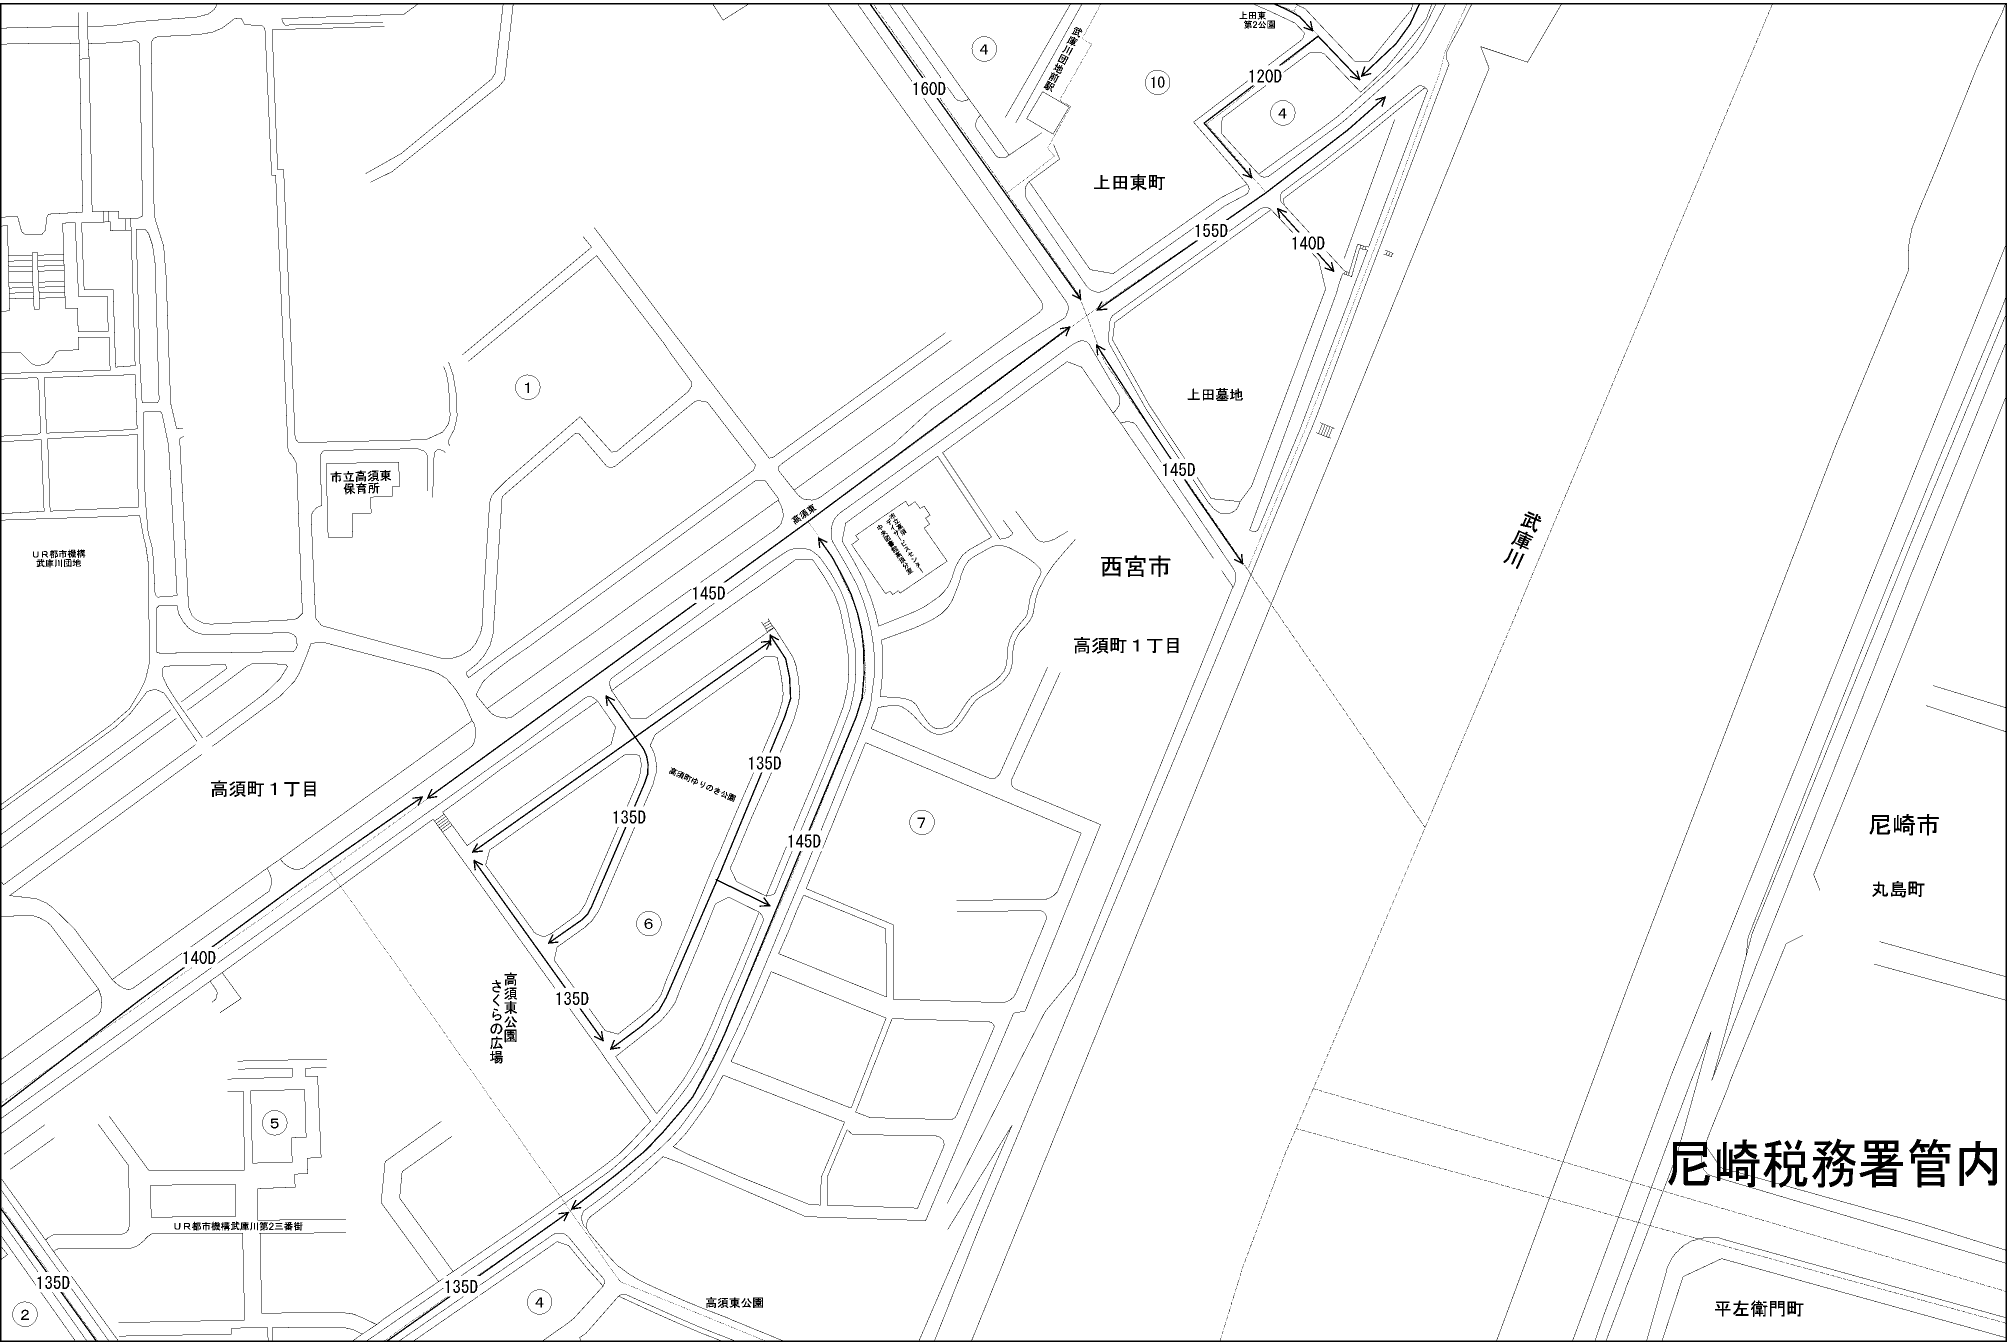 上田東
第2公園
4
武庫川団地前駅
160D
10
120D
4
上田東町
155D
140D
1
上田墓地
市立高須東
保育所
145D
高須東
武庫川
UR都市機構
武庫川団地
西宮市
145D
高須町1丁目
高須町1丁目
135D
高須町ゆりのき公園
135D
7
145D
尼崎市
丸島町
6
140D
135D
高須東公園
さくらの広場
5
尼崎税務署管内
UR都市機構武庫川第2三番街
135D
135D
2
4
高須東公園
平左衛門町